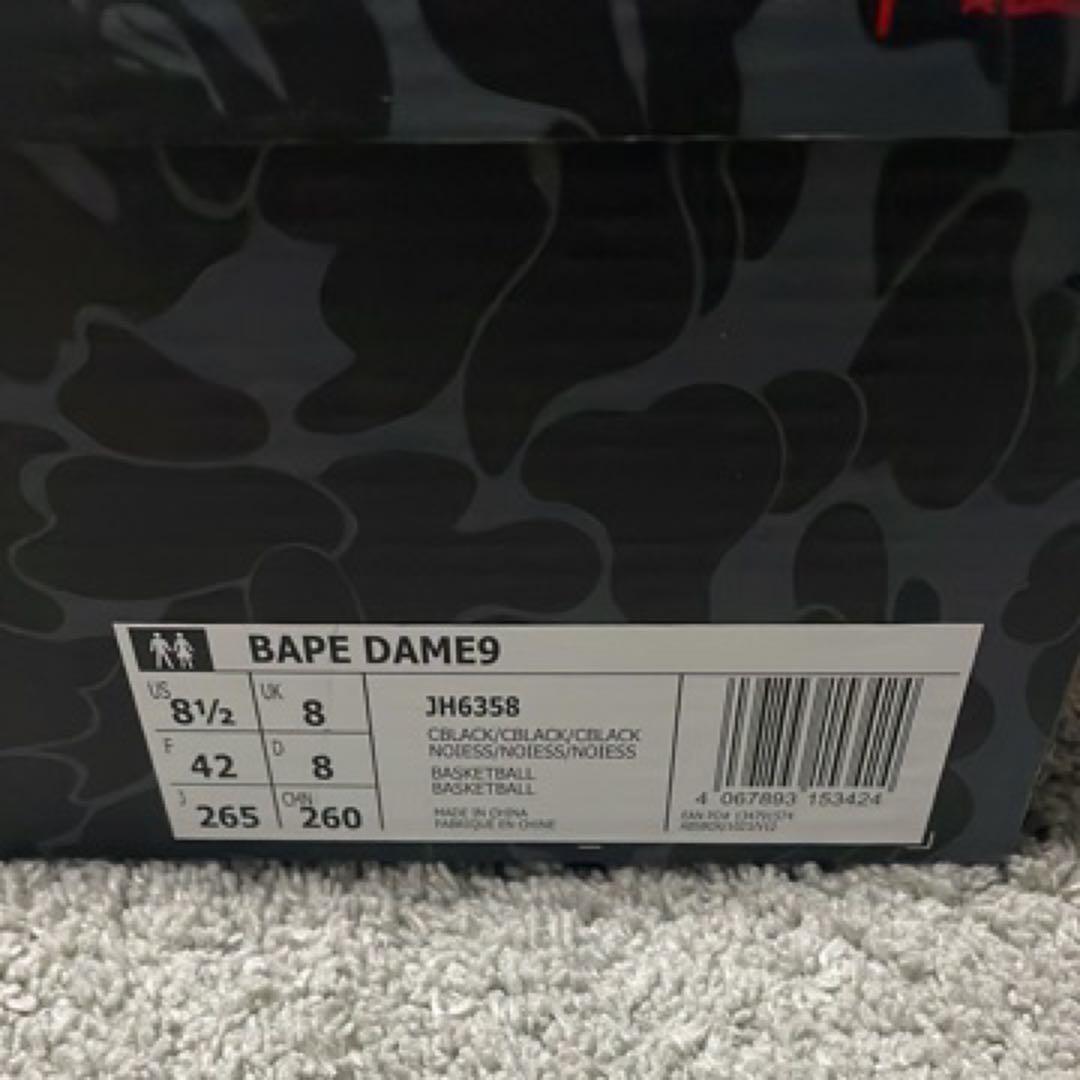 BAPE DAME9
US 8½ UK 8
F 42 D 8
J 265 CHN 260
JH6358
CBLACK/CBLACK/CBLACK
NOIESS/NOIESS/NOIESS
BASKETBALL
BASKETBALL
MADE IN CHINA
FABRIQUE EN CHINE
4 067893 153424